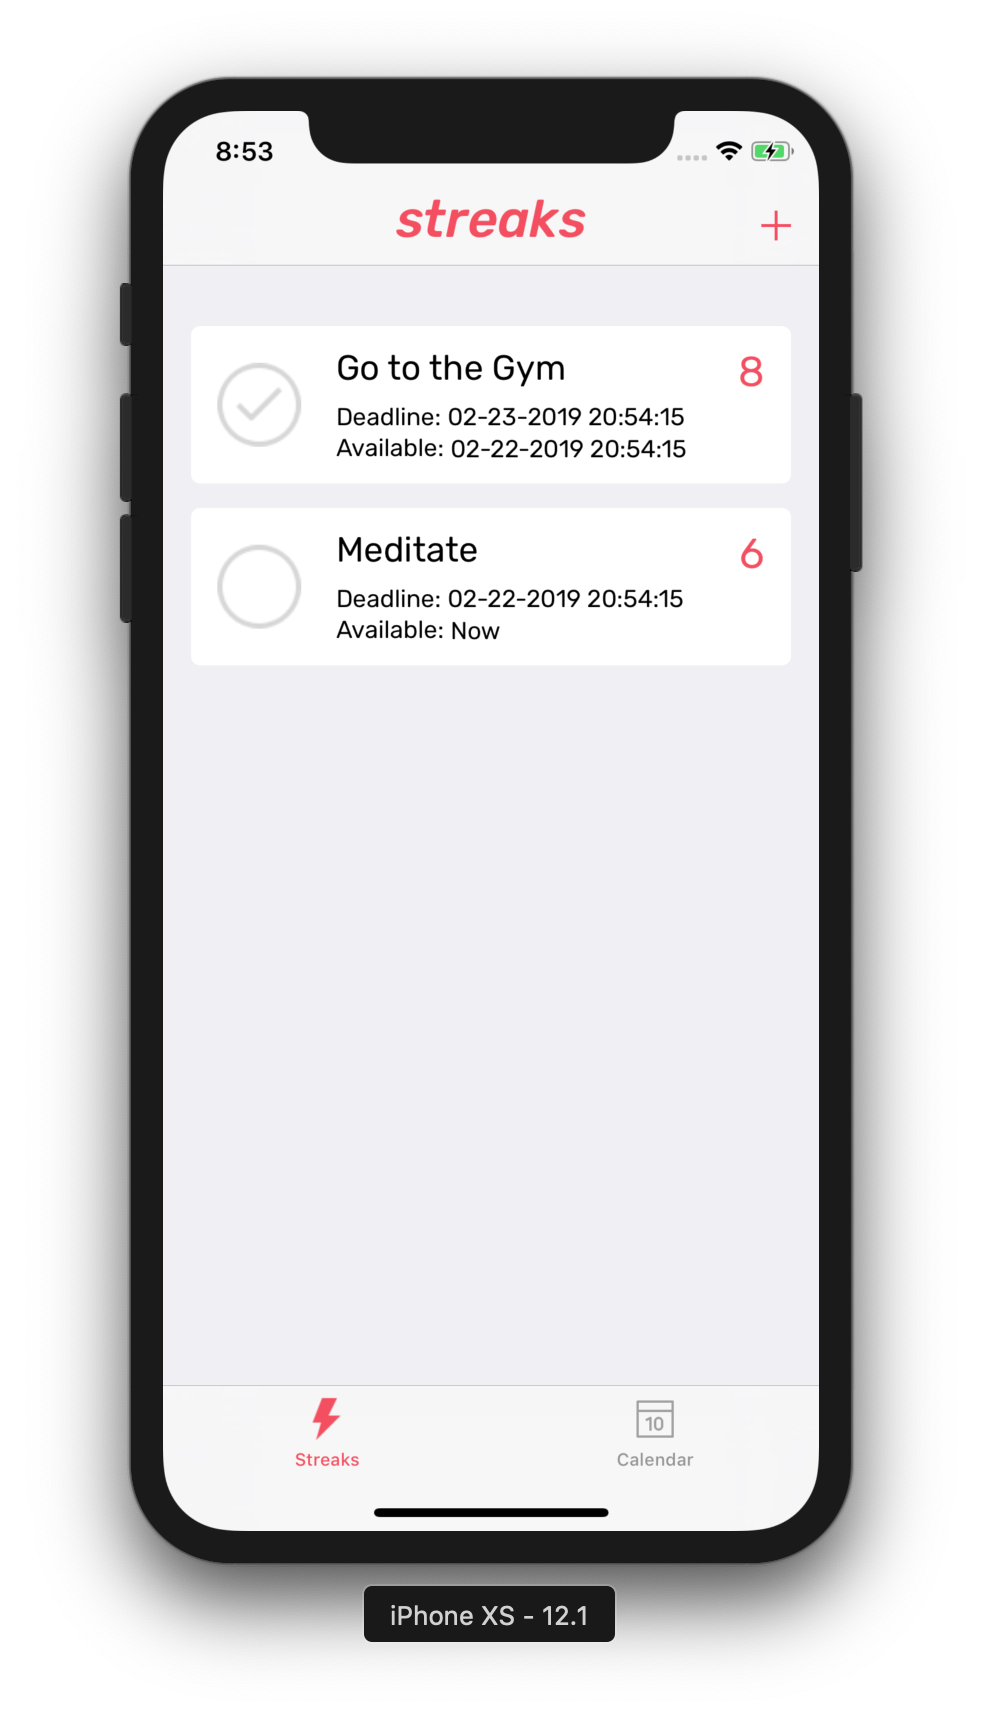 8:53
streaks
Go to the Gym
8
Deadline: 02-23-2019 20:54:15
Available: 02-22-2019 20:54:15
Meditate
6
Deadline: 02-22-2019 20:54:15
Available: Now
10
Streaks
Calendar
iPhone XS - 12.1